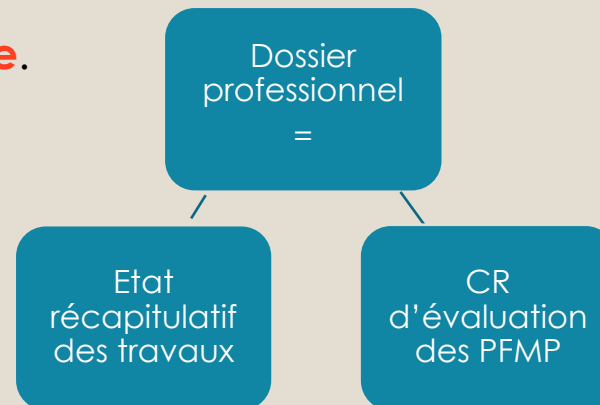 e.
Dossier
professionnel
=
Etat
récapitulatif
des travaux
CR
d’évaluation
des PFMP